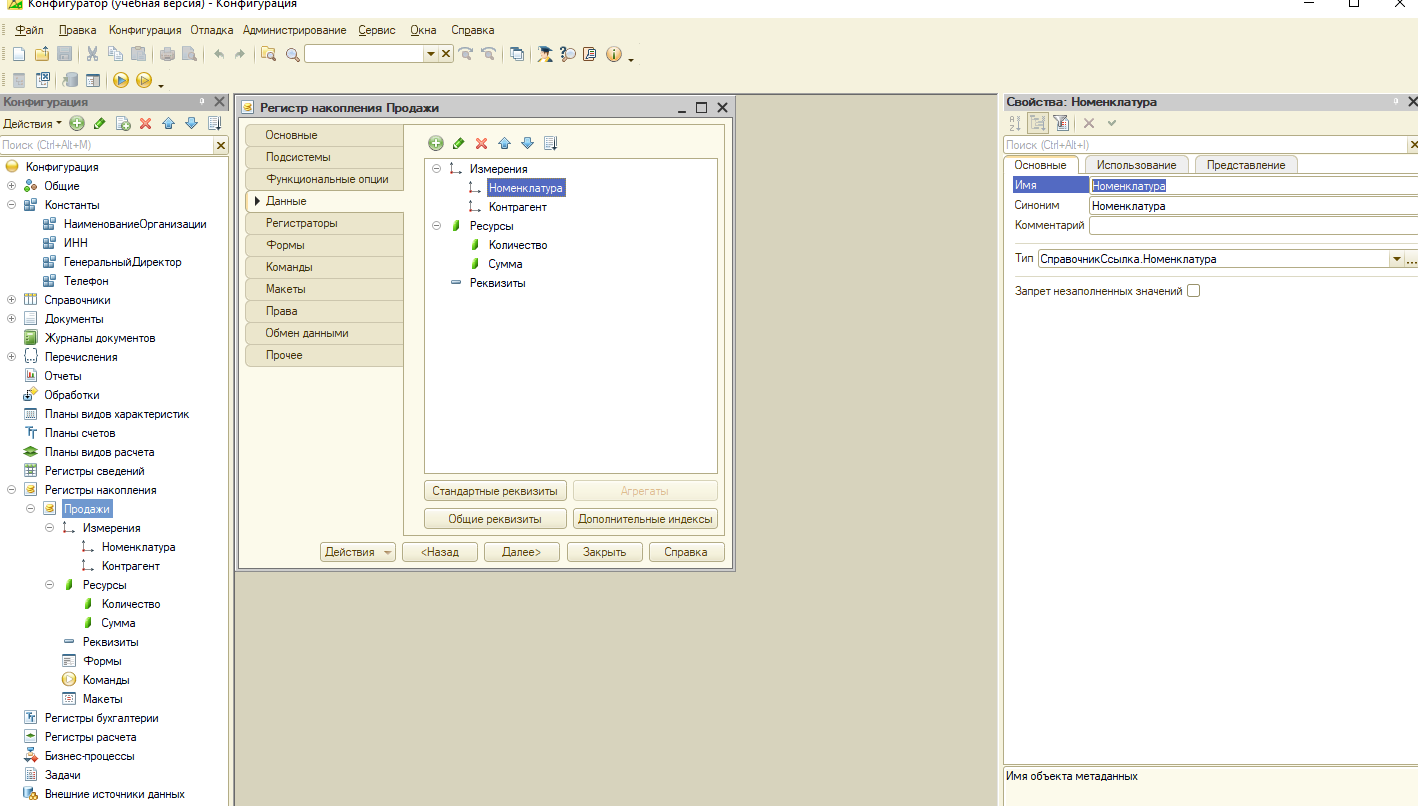 Конфигуратор (учебная версия) - Конфигурация
Файл Правка Конфигурация Отладка Администрирование Сервис Окна Справка
Конфигурация
Действия
Поиск (Ctrl+Alt+M)
Конфигурация
Общие
Константы
НаименованиеОрганизации
ИНН
ГенеральныйДиректор
Телефон
Справочники
Документы
Журналы документов
Перечисления
Отчеты
Обработки
Планы видов характеристик
Планы счетов
Планы видов расчета
Регистры сведений
Регистры накопления
Продажи
Измерения
Номенклатура
Контрагент
Ресурсы
Количество
Сумма
Реквизиты
Формы
Команды
Макеты
Регистры бухгалтерии
Регистры расчета
Бизнес-процессы
Задачи
Внешние источники данных
Регистр накопления Продажи
Основные
Подсистемы
Функциональные опции
Данные
Регистраторы
Формы
Команды
Макеты
Права
Обмен данными
Прочее
Измерения
Номенклатура
Контрагент
Ресурсы
Количество
Сумма
Реквизиты
Стандартные реквизиты Агрегаты
Общие реквизиты Дополнительные индексы
Действия <Назад Далее> Закрыть Справка
Свойства: Номенклатура
Поиск (Ctrl+Alt+I)
Основные Использование Представление
Имя Номенклатура
Синоним Номенклатура
Комментарий
Тип СправочникСсылка.Номенклатура
Запрет незаполненных значений
Имя объекта метаданных